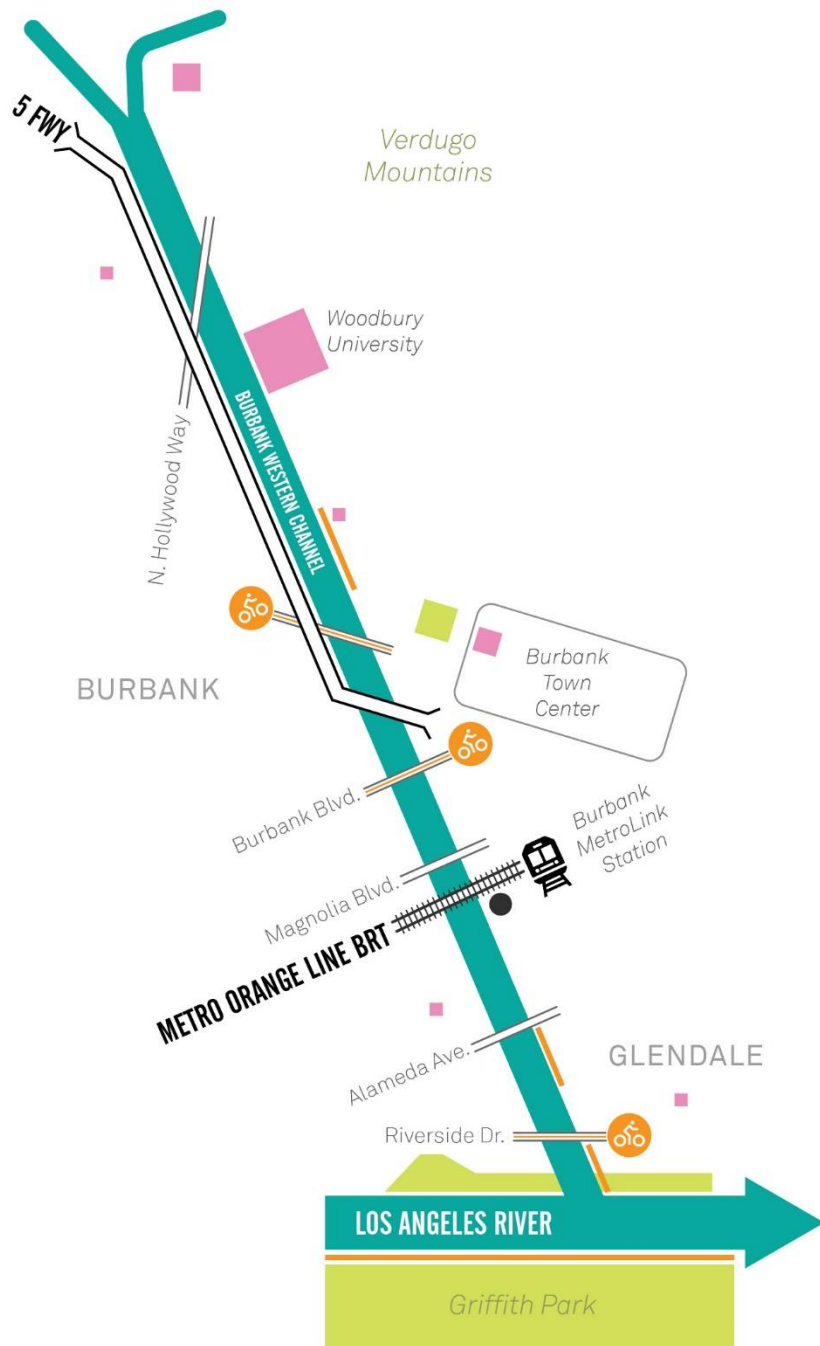 5 FWY
Verdugo
Mountains
Woodbury
University
BURBANK WESTERN CHANNEL
N. Hollywood Way
Burbank
Town
Center
BURBANK
Burbank Blvd.
Burbank
MetroLink
Station
Magnolia Blvd.
METRO ORANGE LINE BRT
Alameda Ave.
GLENDALE
Riverside Dr.
LOS ANGELES RIVER
Griffith Park